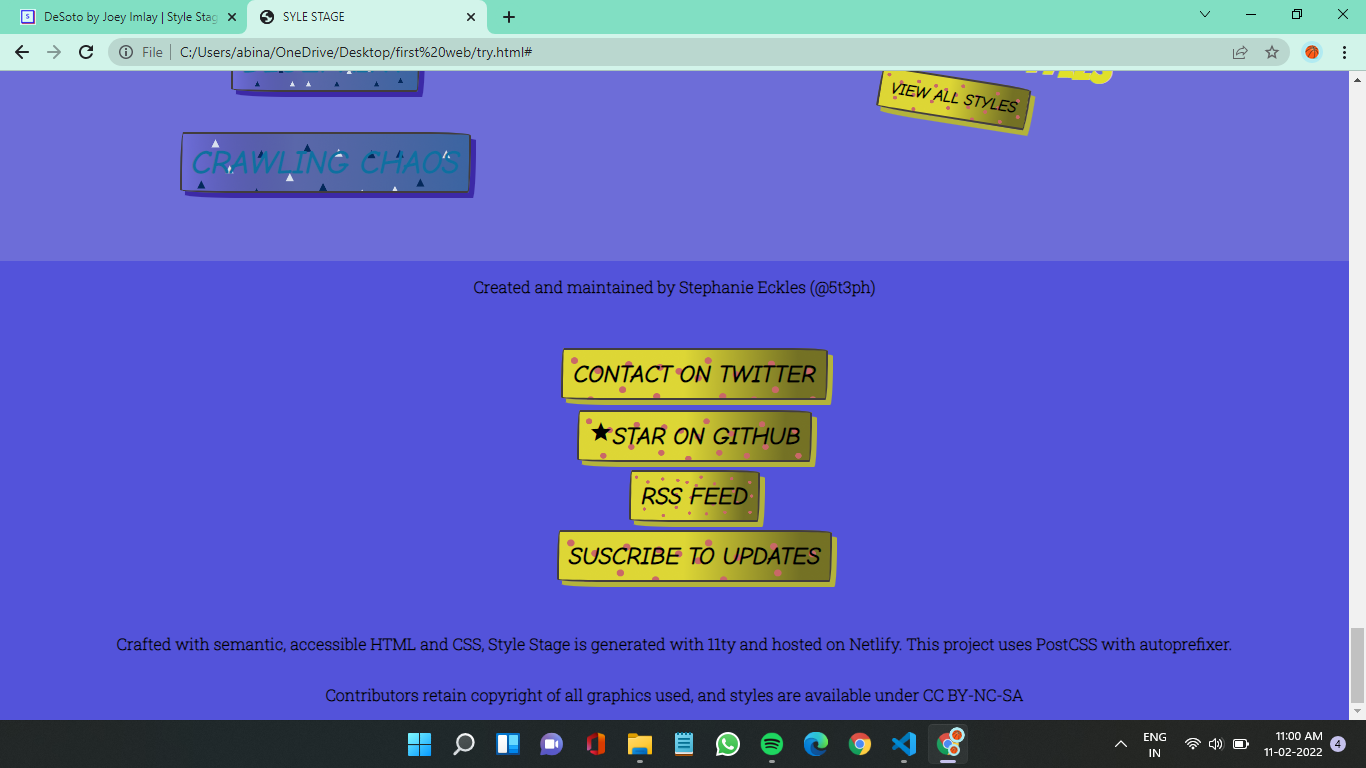 DeSoto by Joey Imlay | Style Stag
SYLE STAGE
File
C:/Users/abina/OneDrive/Desktop/first%20web/try.html#
VIEW ALL STYLES
CRAWLING CHAOS
Created and maintained by Stephanie Eckles (@5t3ph)
CONTACT ON TWITTER
★STAR ON GITHUB
RSS FEED
SUSCRIBE TO UPDATES
Crafted with semantic, accessible HTML and CSS, Style Stage is generated with 11ty and hosted on Netlify. This project uses PostCSS with autoprefixer.
Contributors retain copyright of all graphics used, and styles are available under CC BY-NC-SA
ENG
IN
11:00 AM
11-02-2022
4